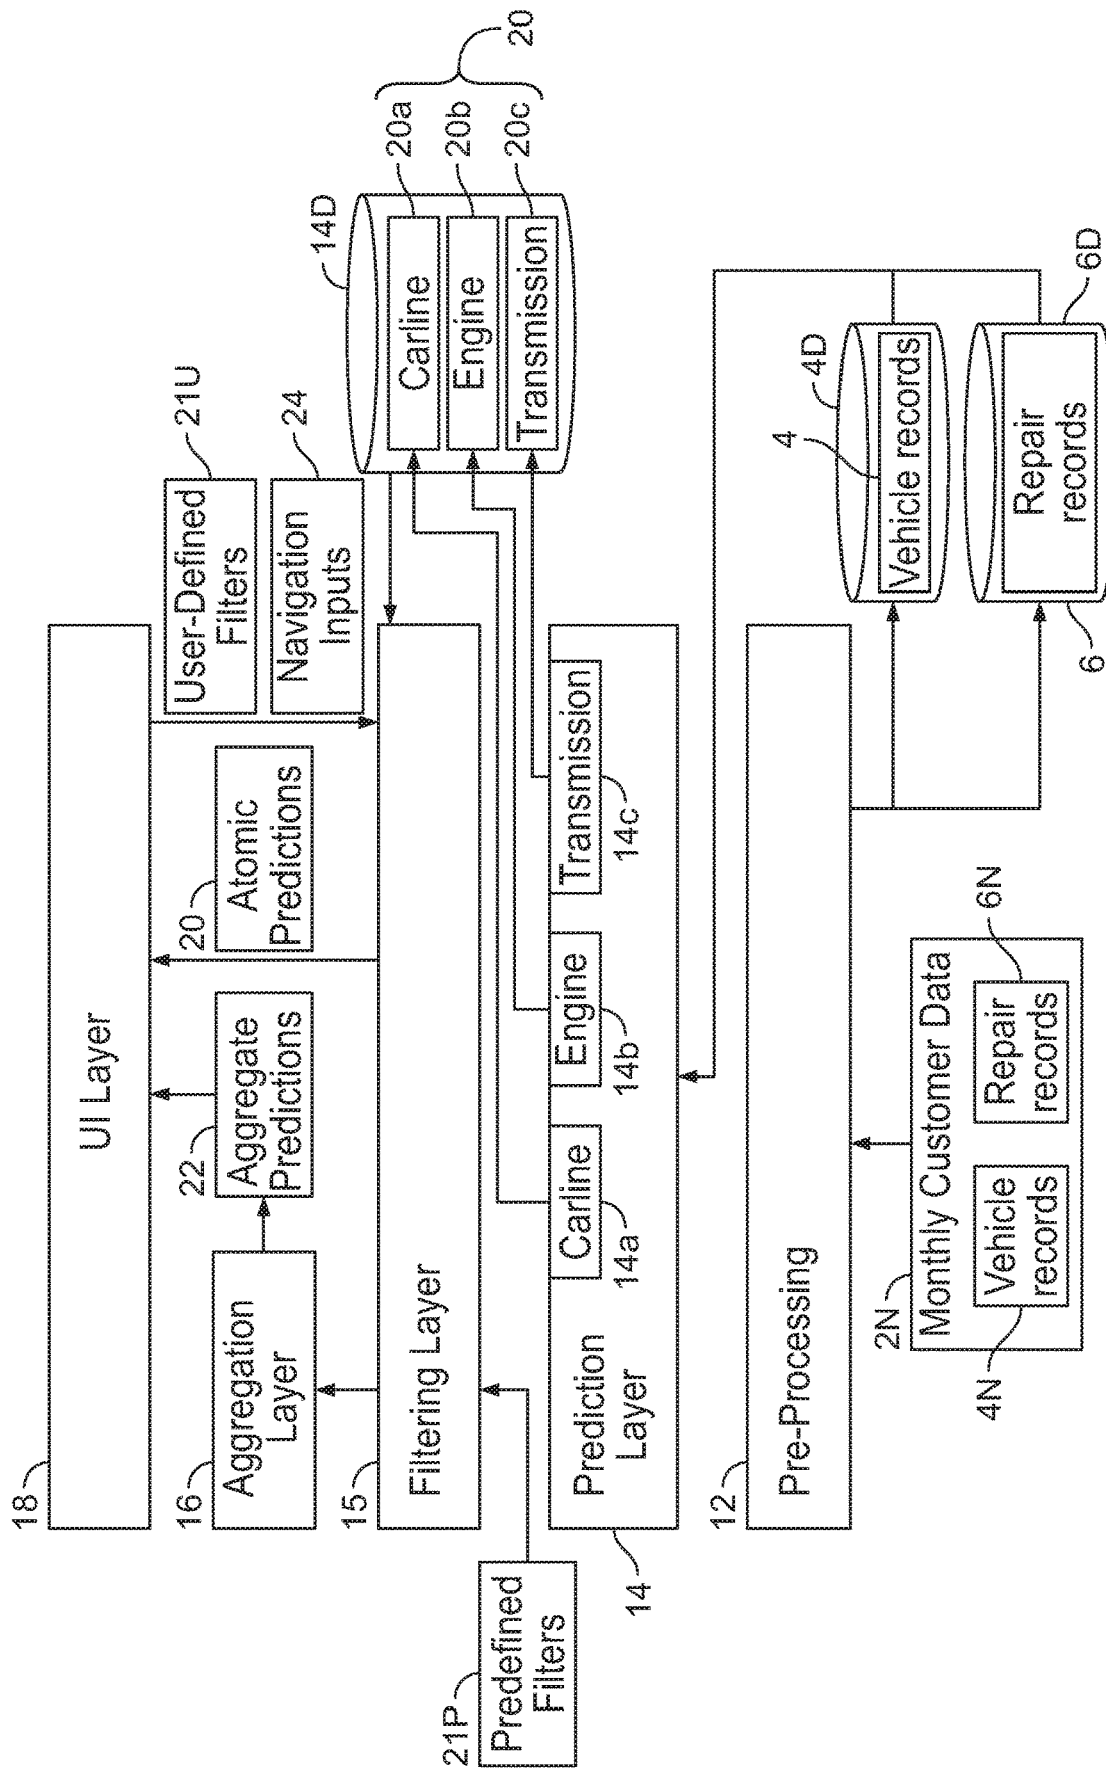 18
UI Layer
16
Aggregation
Layer
22
Aggregate
Predictions
20
Atomic
Predictions
User-Defined
Filters
21U
Navigation
Inputs
24
15
Filtering Layer
21P
Predefined
Filters
14D
Carline
20a
Engine
20b
Transmission
20c
20
14
Prediction
Layer
Carline
14a
Engine
14b
Transmission
14c
12
Pre-Processing
4
4D
Vehicle records
6
6D
Repair
records
2N
Monthly Customer Data
Vehicle
records
4N
Repair
records
6N